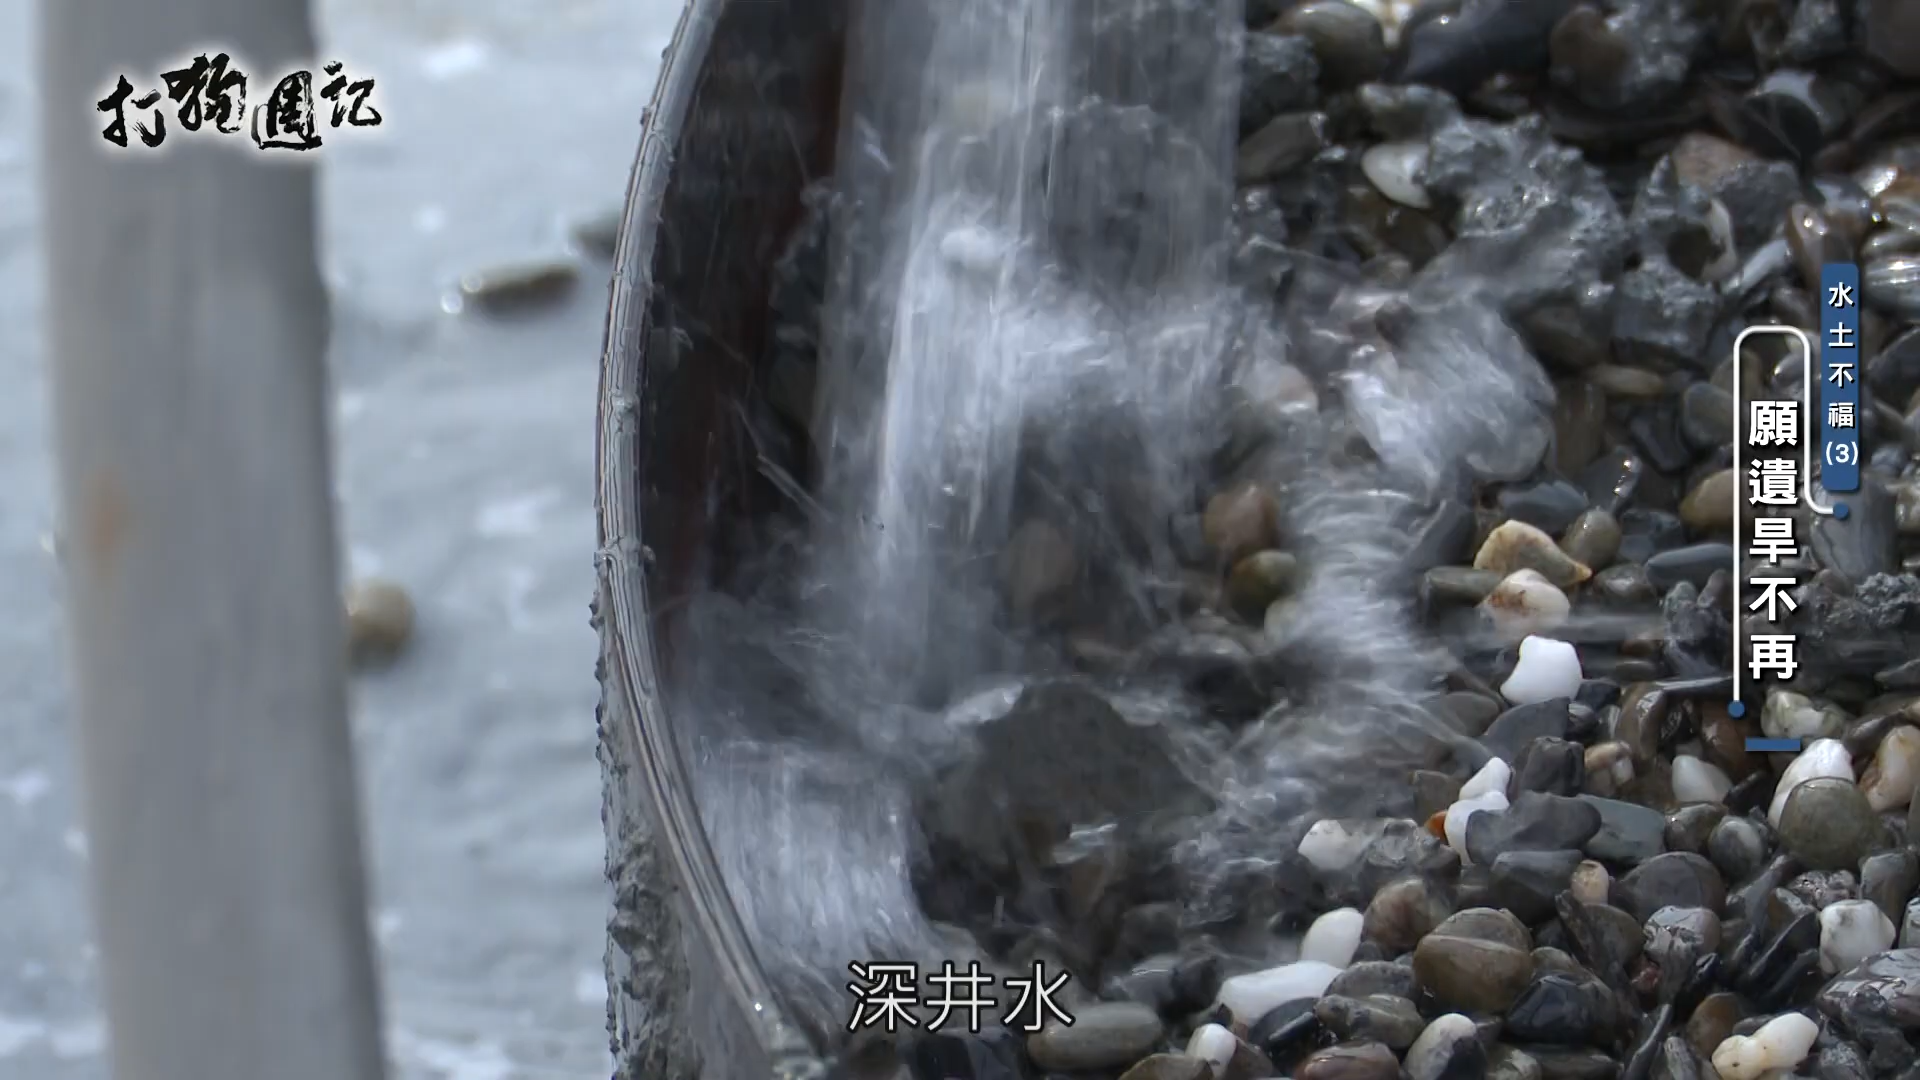 打狗週記
水土不福(3)
願遺旱不再
深井水